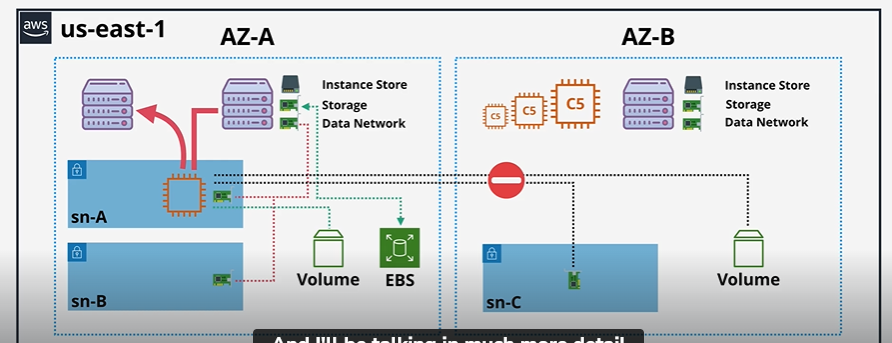 aws
us-east-1
AZ-A
AZ-B
Instance Store
Storage
Data Network
C5
C5
C5
Instance Store
Storage
Data Network
sn-A
sn-B
Volume
EBS
sn-C
Volume
And I'll be talking in much more detail